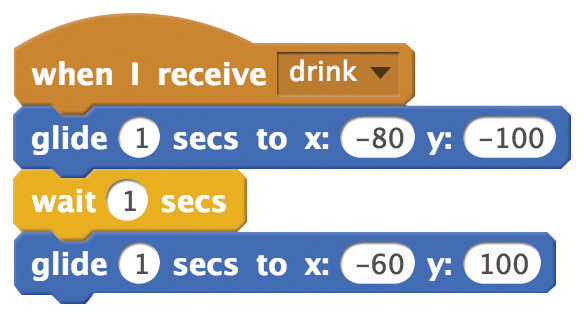 when I receive drink
glide 1 secs to x: -80 y: -100
wait 1 secs
glide 1 secs to x: -60 y: 100